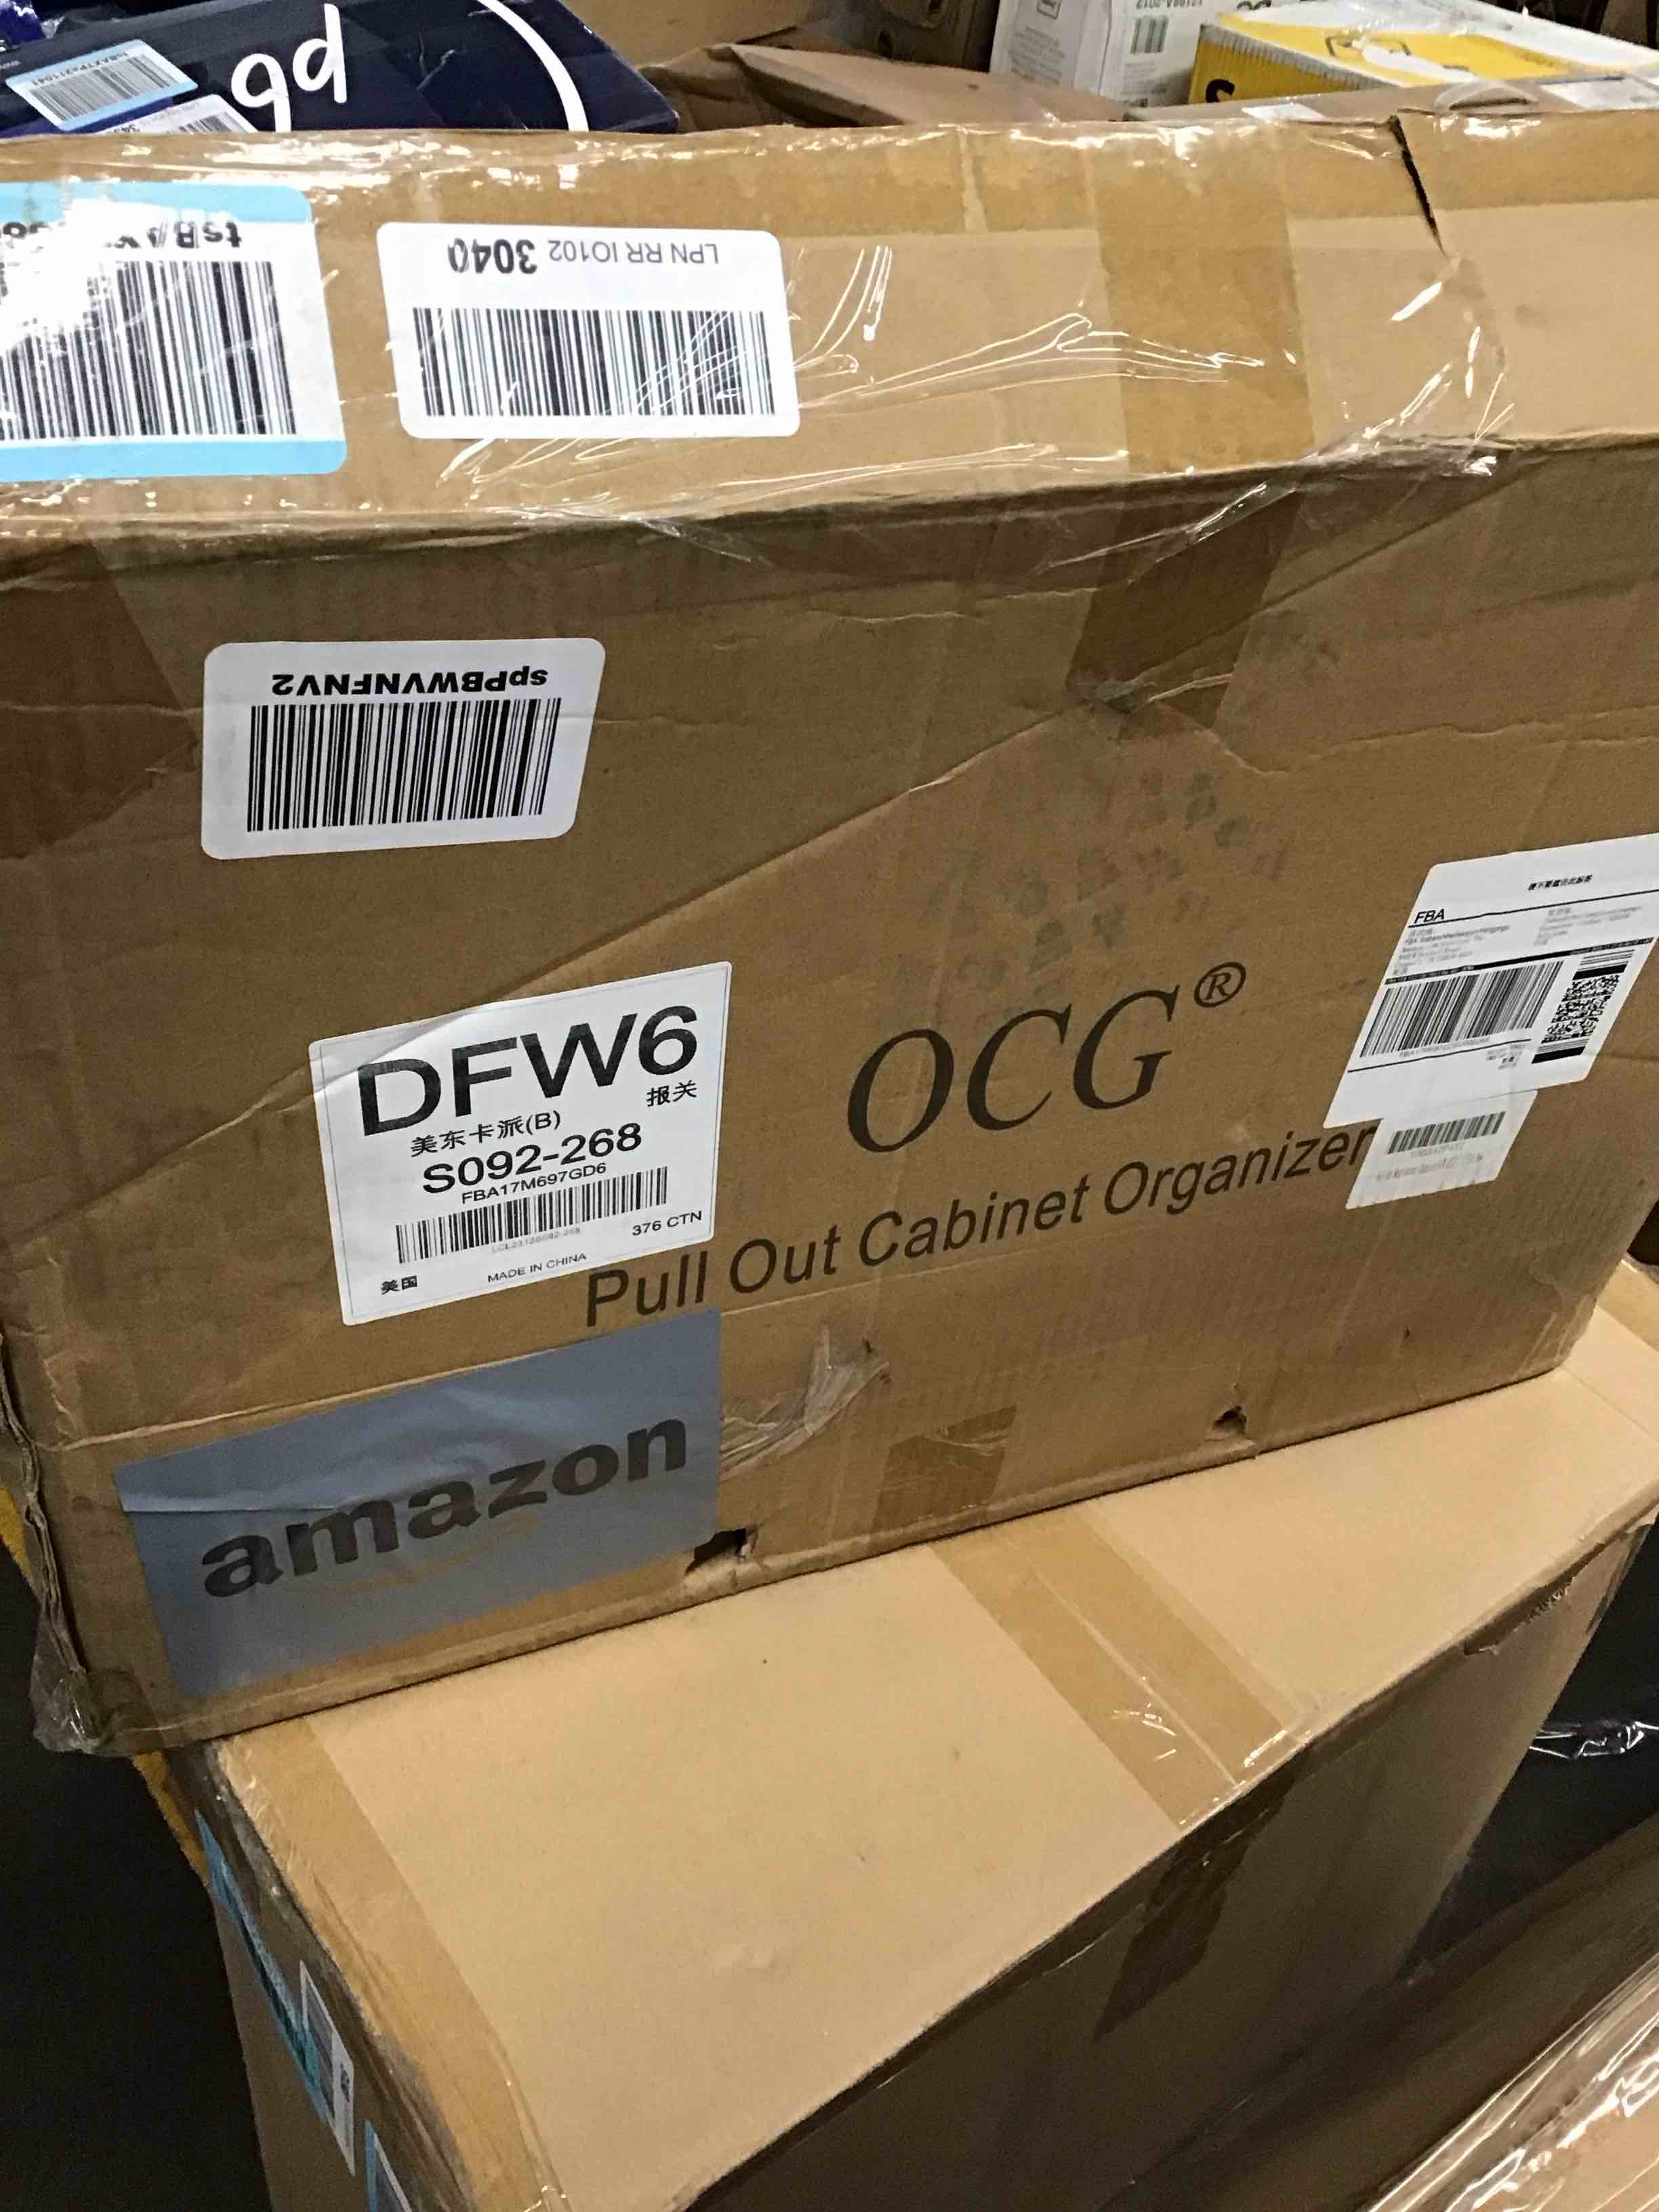 p6
LPN RR IO102 3040
spPBWVNFNV2
FBA
DFW6
报关
美东卡派(B)
S092-268
FBA17M697GD6
376 CTN
美国
MADE IN CHINA
OCG®
Pull Out Cabinet Organizer
amazon